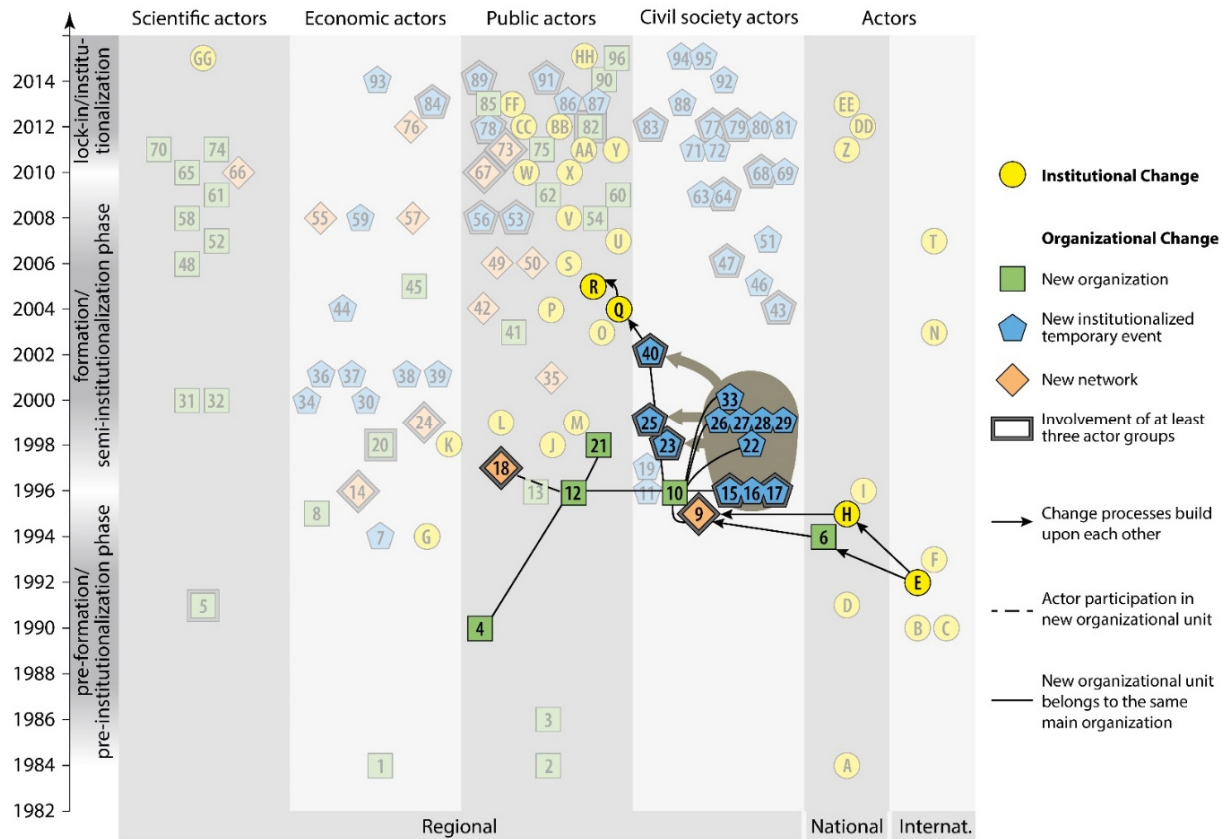 Scientific actors Economic actors Public actors Civil society actors Actors
GG HH 96 94 95
2014 93 89 91 90 92
84 85 FF 86 87 88 EE
2012 76 78 CC BB 82 83 77 79 80 81 DD
70 74 73 75 AA Y 71 72 Z
2010 65 66 67 W X 68 69
61 62 60 63 64
2008 58 55 59 57 56 53 V 54
52 U 51 T
2006 48 49 50 S 47
45 R 46
2004 44 42 P Q 43
41 O N
2002 40
36 37 38 39 35
2000 31 32 34 30 33
24 L M 25 26 27 28 29
1998 20 K J 21 23 22
18 19
1996 14 13 12 11 10 15 16 17 I
8 9 H
1994 7 G 6
F
1992 E
5 D
1990 4 B C
1988
1986 3
1984 1 2 A
1982
Regional National Internat.
lock-in/institu-
tionalization
formation/
semi-institutionalization phase
pre-formation/
pre-institutionalization phase
Institutional Change
Organizational Change
New organization
New institutionalized
temporary event
New network
Involvement of at least
three actor groups
Change processes build
upon each other
Actor participation in
new organizational unit
New organizational unit
belongs to the same
main organization